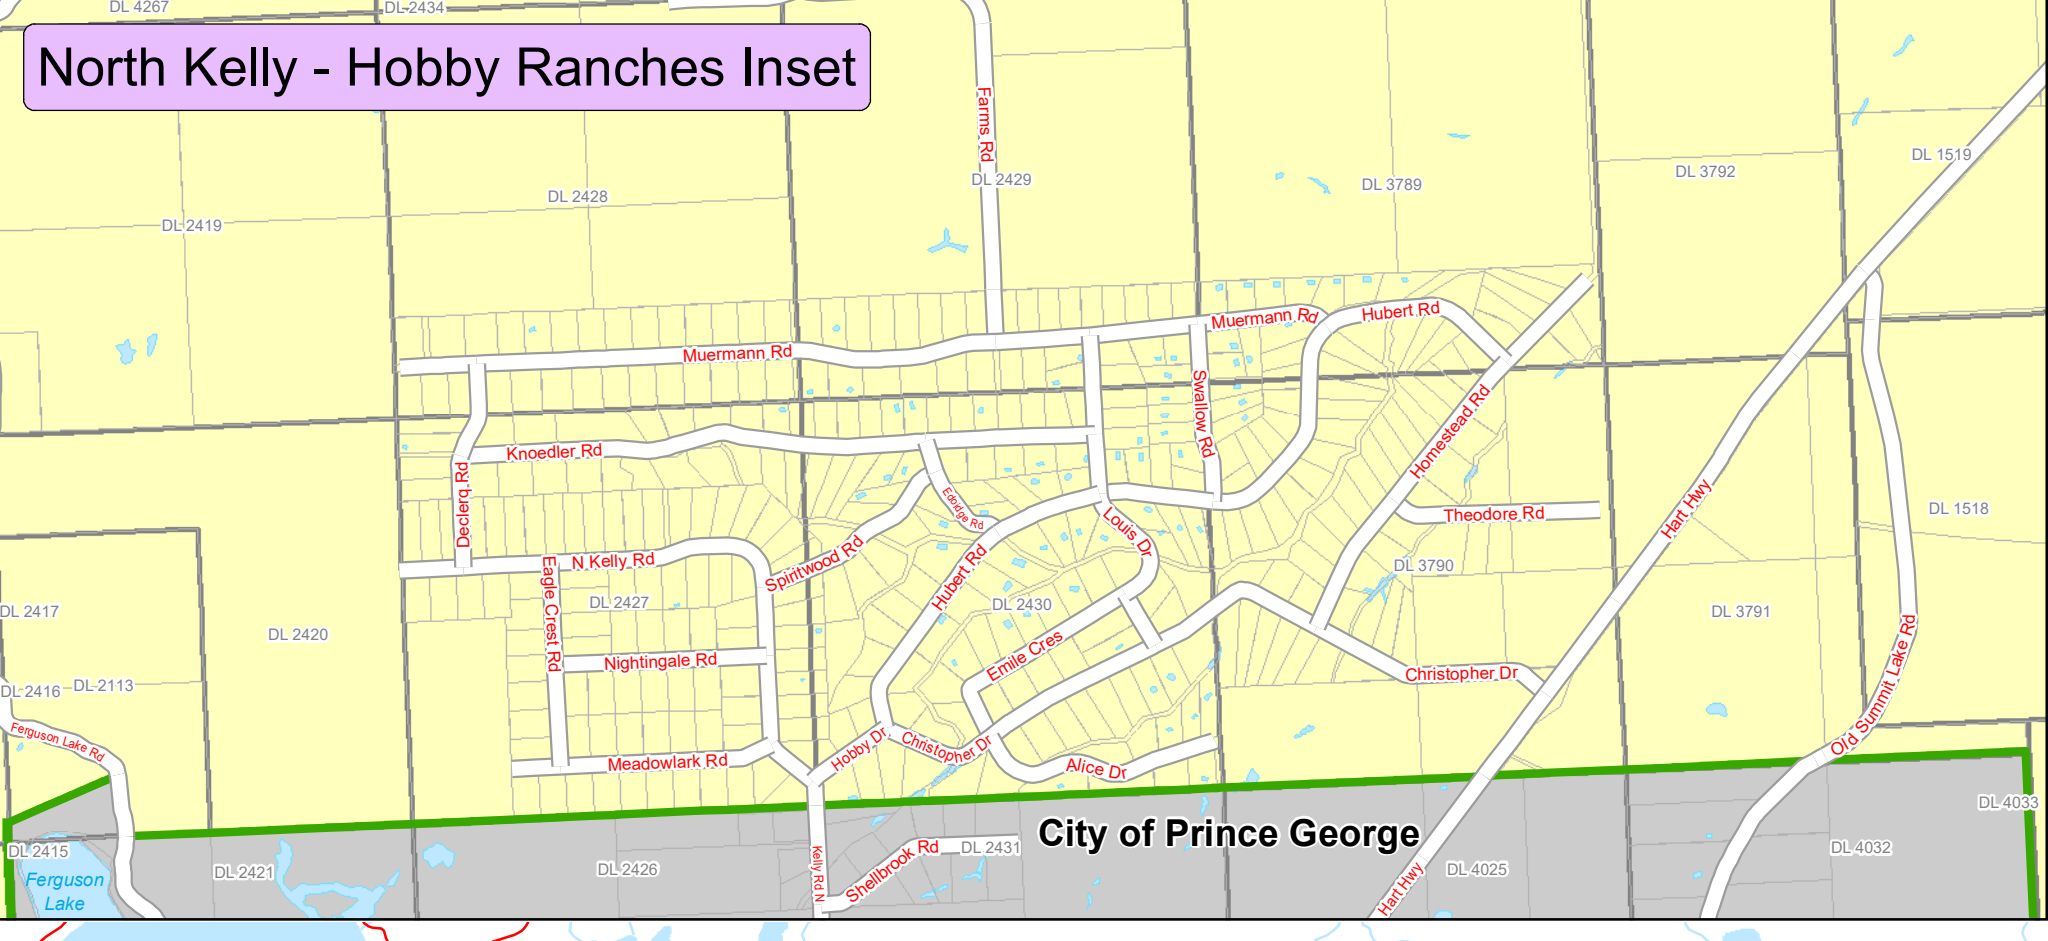 DL 4267
DL 2434
North Kelly - Hobby Ranches Inset
Farms Rd
DL 1519
DL 3792
DL 2429
DL 3789
DL 2428
DL 2419
Muermann Rd
Hubert Rd
Muermann Rd
Swallow Rd
Homestead Rd
Knoedler Rd
Declerq Rd
Edoidge Rd
Theodore Rd
Hart Hwy
DL 1518
Louis Dr
N Kelly Rd
Eagle Crest Rd
Spiritwood Rd
Hubert Rd
DL 3790
DL 2427
DL 2430
DL 2417
DL 3791
DL 2420
Emile Cres
Old Summit Lake Rd
Nightingale Rd
Christopher Dr
DL 2416
DL 2113
Ferguson Lake Rd
Hobby Dr
Christopher Dr
Meadowlark Rd
Alice Dr
DL 4033
City of Prince George
DL 2415
DL 2421
DL 2426
Kelly Rd N
Shellbrook Rd
DL 2431
DL 4032
DL 4025
Hart Hwy
Ferguson
Lake